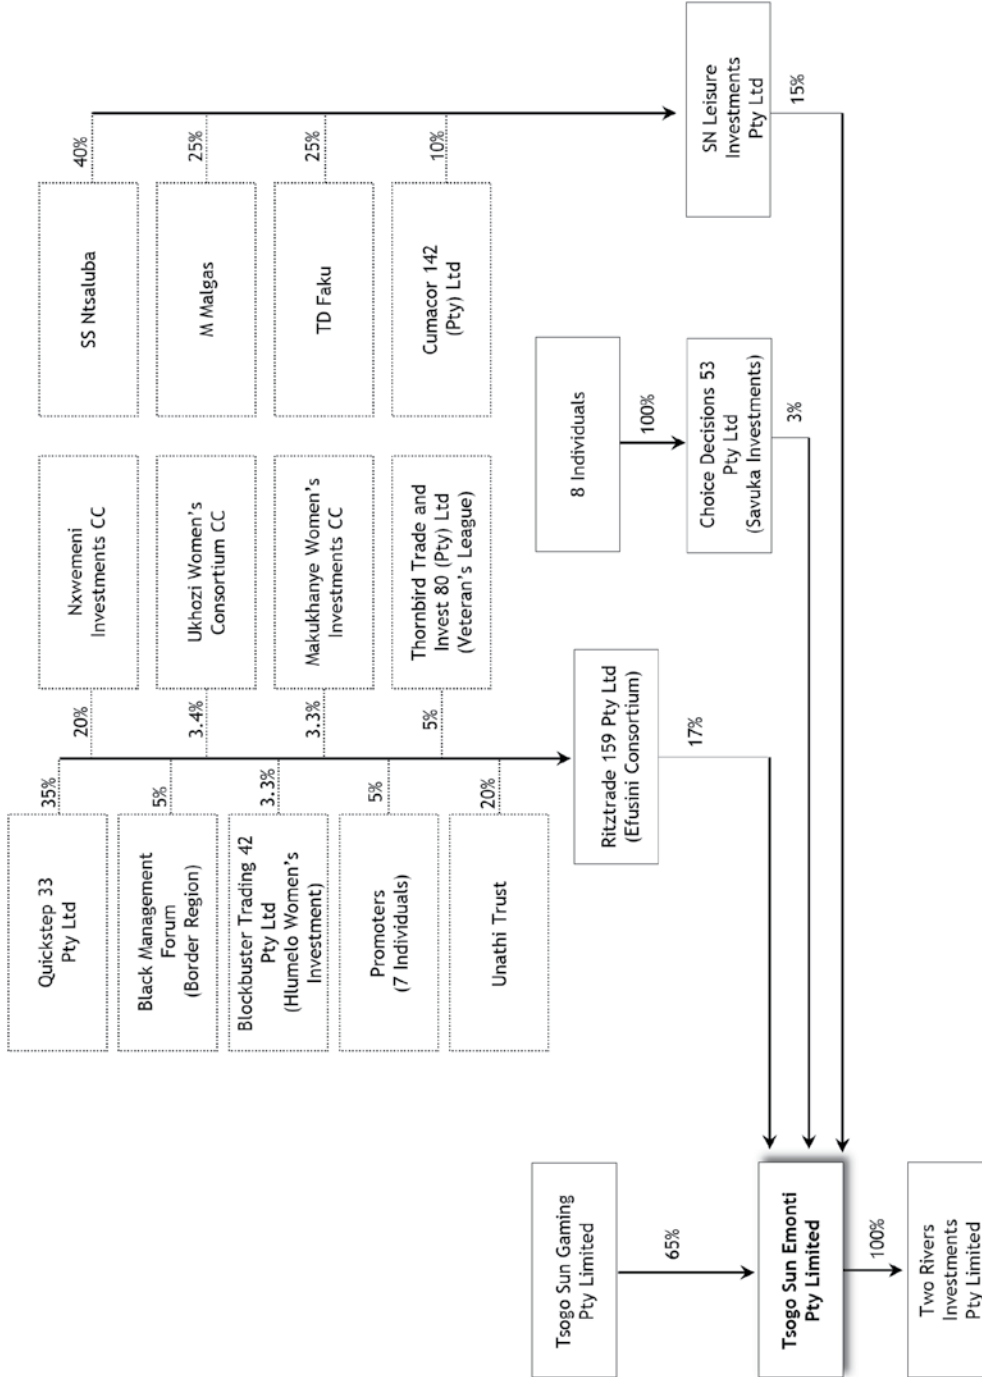 Quickstep 33
Pty Ltd
35%
Black Management
Forum
(Border Region)
5%
Blockbuster Trading 42
Pty Ltd
(Hlumelo Women's
Investment)
3.3%
Promoters
(7 Individuals)
5%
Unathi Trust
20%
Nxwemeni
Investments CC
20%
Ukhozi Women's
Consortium CC
3.4%
Makukhanye Women's
Investments CC
3.3%
Thornbird Trade and
Invest 80 (Pty) Ltd
(Veteran's League)
5%
SS Ntsaluba
40%
M Malgas
25%
TD Faku
25%
Cumacor 142
(Pty) Ltd
10%
8 Individuals
100%
Tsogo Sun Gaming
Pty Limited
65%
Ritztrade 159 Pty Ltd
(Efusini Consortium)
17%
Choice Decisions 53
Pty Ltd
(Savuka Investments)
3%
SN Leisure
Investments
Pty Ltd
15%
Tsogo Sun Emonti
Pty Limited
100%
Two Rivers
Investments
Pty Limited